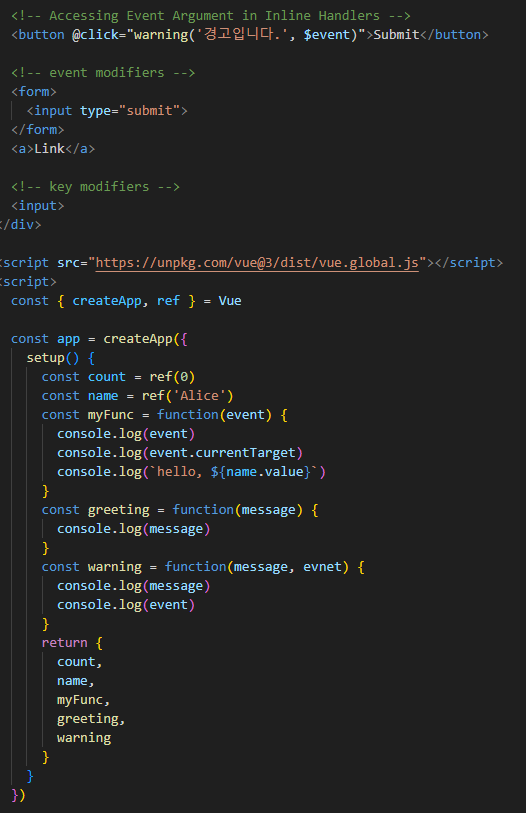 <!-- Accessing Event Argument in Inline Handlers -->
<button @click="warning('경고입니다.', $event)">Submit</button>
<!-- event modifiers -->
<form>
<input type="submit">
</form>
<a>Link</a>
<!-- key modifiers -->
<input>
</div>
<script src="https://unpkg.com/vue@3/dist/vue.global.js"></script>
<script>
const { createApp, ref } = Vue
const app = createApp({
setup() {
const count = ref(0)
const name = ref('Alice')
const myFunc = function(event) {
console.log(event)
console.log(event.currentTarget)
console.log(`hello, ${name.value}`)
}
const greeting = function(message) {
console.log(message)
}
const warning = function(message, evnet) {
console.log(message)
console.log(event)
}
return {
count,
name,
myFunc,
greeting,
warning
}
}
})